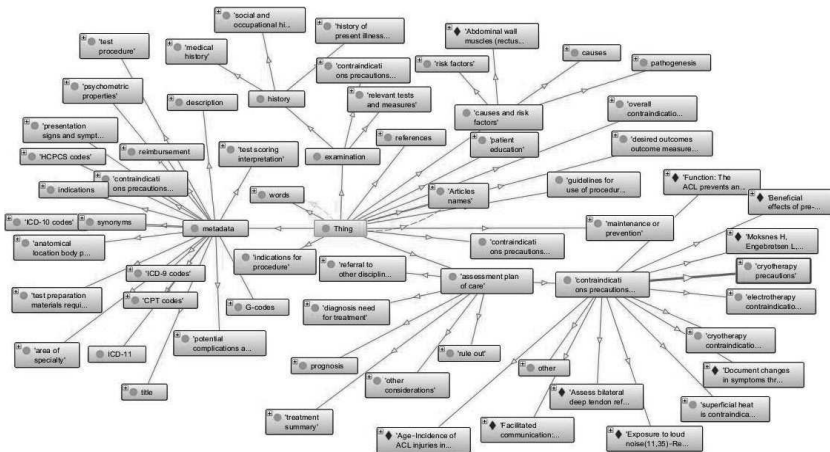 'social and
occupational hi...
'history of
present illness...
'Abdominal wall
muscles (rectus...
causes
'test
procedure'
'medical
history'
'contraindicati
ons precautions...
'risk factors'
pathogenesis
'psychometric
properties'
description
history
'relevant tests
and measures'
'causes and risk
factors'
'overall
contraindicatio...
'presentation
signs and sympt...
reimbursement
'test scoring
interpretation'
examination
references
'patient
education'
'desired outcomes
outcome measure...
'HCPCS codes'
'contraindicati
ons precautions...
indications
words
'Articles
names'
'guidelines for
use of procedur...
'Function: The
ACL prevents an...
'Beneficial
effects of pre-...
'ICD-10 codes'
synonyms
metadata
Thing
'maintenance or
prevention'
'anatomical
location body p...
'contraindicati
ons precautions...
'Moksnes H,
Engebretsen L,...
'ICD-9 codes'
'indications for
procedure'
'referral to
other disciplin...
'assessment plan
of care'
'contraindicati
ons precautions...
'cryotherapy
precautions'
'test preparation
materials requi...
'CPT codes'
G-codes
'diagnosis need
for treatment'
'electrotherapy
contraindicatio...
'area of
specialty'
ICD-11
'potential
complications a...
'rule out'
'cryotherapy
contraindicatio...
prognosis
other
'Document changes
in symptoms thr...
title
'other
considerations'
'Assess bilateral
deep tendon ref...
'superficial heat
is contraindica...
'treatment
summary'
'Age-Incidence of
ACL injuries in...
'Facilitated
communication:...
'Exposure to loud
noise(11,35)-Re...